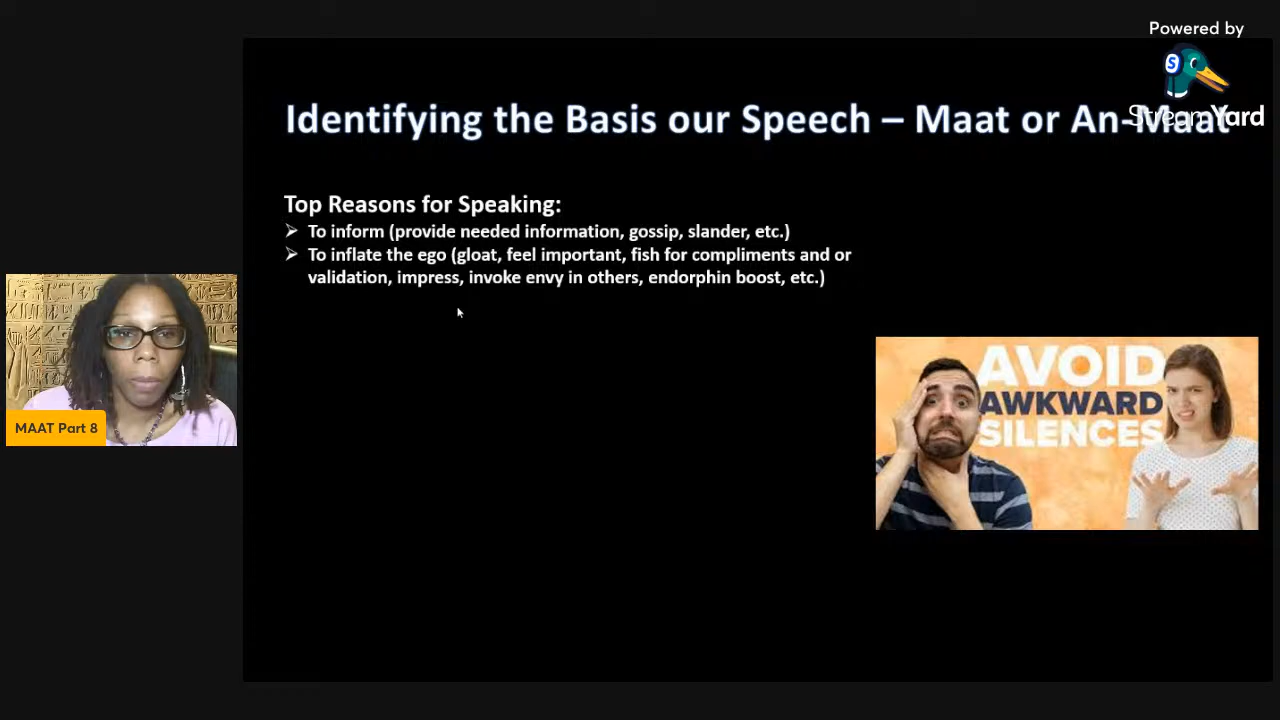 Powered by
StreamYard
Identifying the Basis our Speech – Maat or An-Maat
Top Reasons for Speaking:
➢ To inform (provide needed information, gossip, slander, etc.)
➢ To inflate the ego (gloat, feel important, fish for compliments and or
validation, impress, invoke envy in others, endorphin boost, etc.)
AVOID
AWKWARD
SILENCES
MAAT Part 8